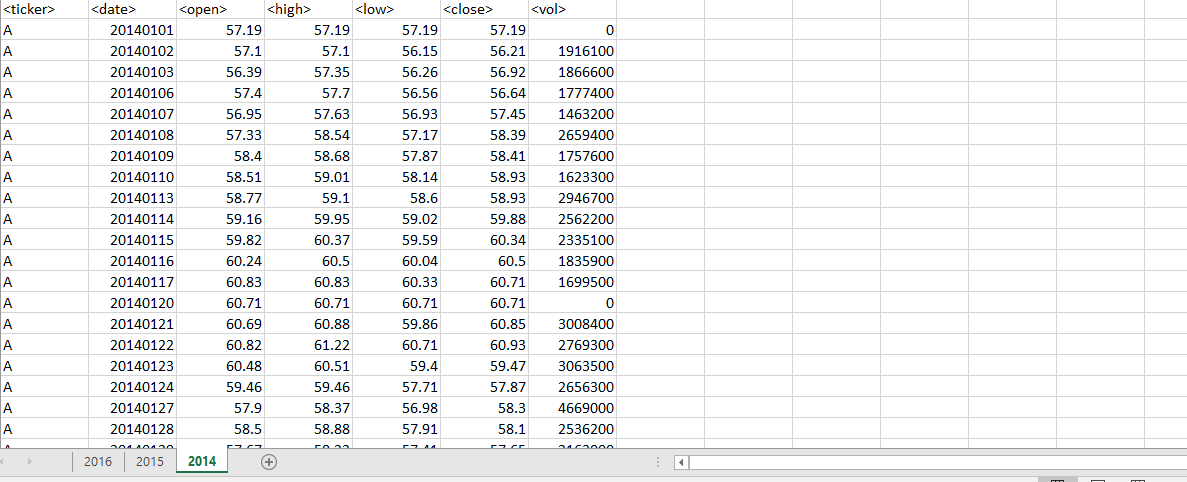 <ticker> <date> <open> <high> <low> <close> <vol>
A 20140101 57.19 57.19 57.19 57.19 0
A 20140102 57.1 57.1 56.15 56.21 1916100
A 20140103 56.39 57.35 56.26 56.92 1866600
A 20140106 57.4 57.7 56.56 56.64 1777400
A 20140107 56.95 57.63 56.93 57.45 1463200
A 20140108 57.33 58.54 57.17 58.39 2659400
A 20140109 58.4 58.68 57.87 58.41 1757600
A 20140110 58.51 59.01 58.14 58.93 1623300
A 20140113 58.77 59.1 58.6 58.93 2946700
A 20140114 59.16 59.95 59.02 59.88 2562200
A 20140115 59.82 60.37 59.59 60.34 2335100
A 20140116 60.24 60.5 60.04 60.5 1835900
A 20140117 60.83 60.83 60.33 60.71 1699500
A 20140120 60.71 60.71 60.71 60.71 0
A 20140121 60.69 60.88 59.86 60.85 3008400
A 20140122 60.82 61.22 60.71 60.93 2769300
A 20140123 60.48 60.51 59.4 59.47 3063500
A 20140124 59.46 59.46 57.71 57.87 2656300
A 20140127 57.9 58.37 56.98 58.3 4669000
A 20140128 58.5 58.88 57.91 58.1 2536200
2016 2015 2014